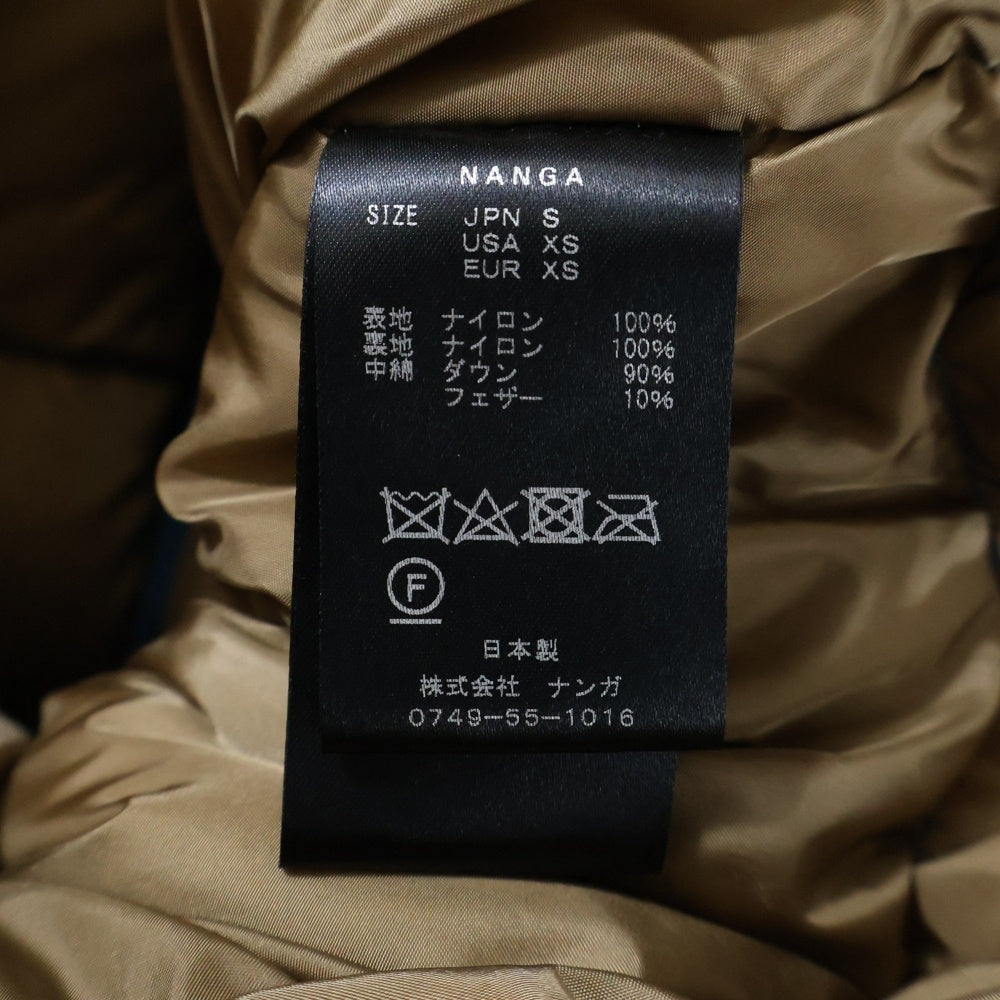 NANGA
SIZE JPN S
USA XS
EUR XS
表地 ナイロン 100%
裏地 ナイロン 100%
中綿 ダウン 90%
フェザー 10%
F
日本製
株式会社 ナンガ
0749-55-1016